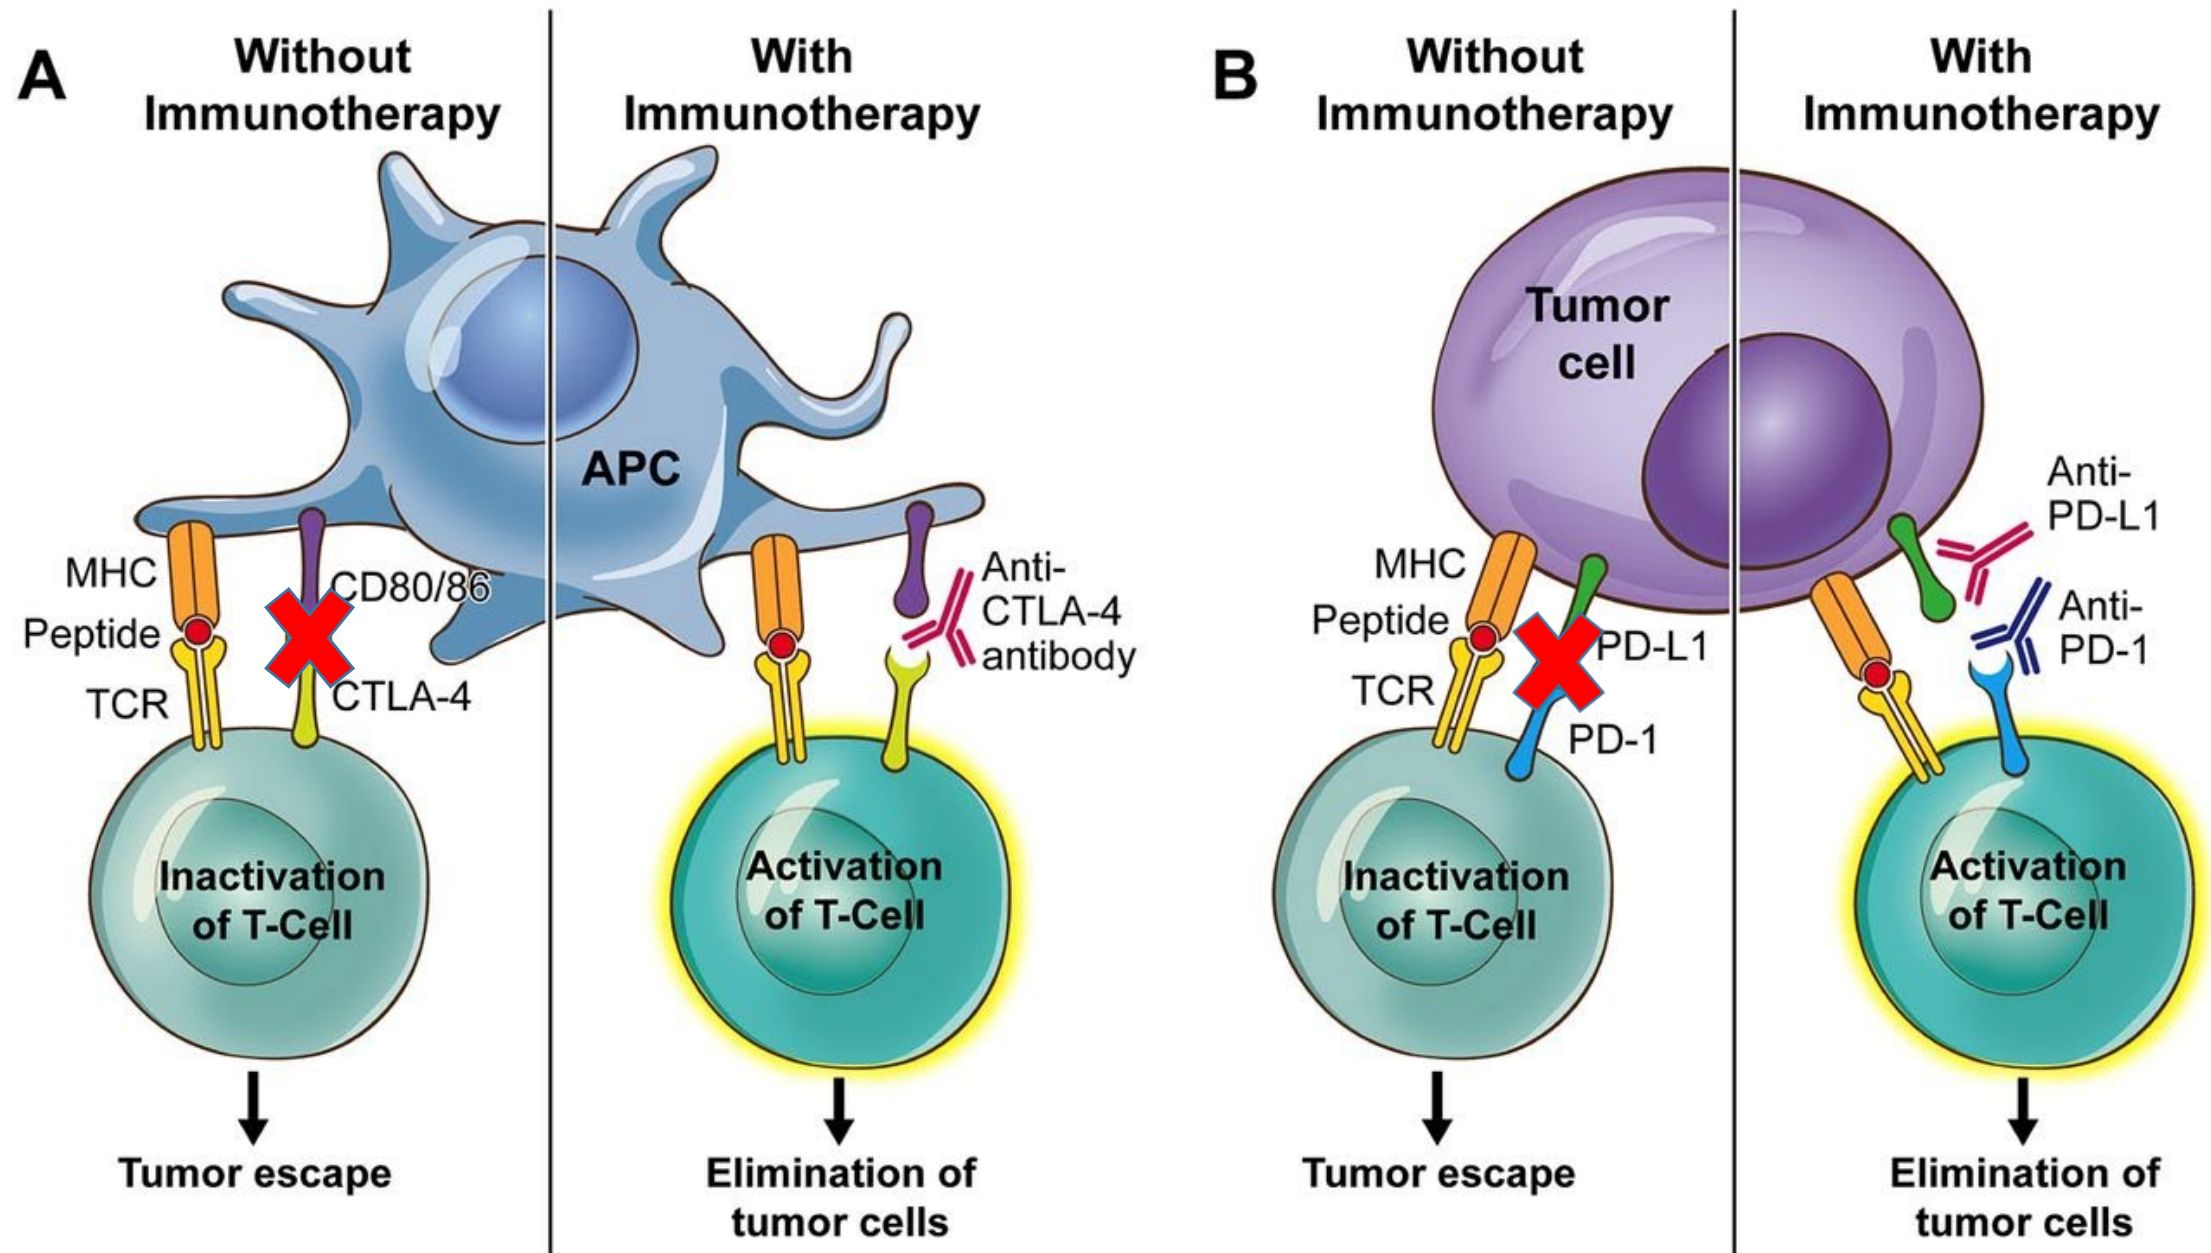 A
Without
Immunotherapy
With
Immunotherapy
APC
MHC
Peptide
TCR
CD80/86
CTLA-4
Anti-
CTLA-4
antibody
Inactivation
of T-Cell
Activation
of T-Cell
Tumor escape
Elimination of
tumor cells
B
Without
Immunotherapy
With
Immunotherapy
Tumor
cell
MHC
Peptide
TCR
PD-L1
PD-1
Anti-
PD-L1
Anti-
PD-1
Inactivation
of T-Cell
Activation
of T-Cell
Tumor escape
Elimination of
tumor cells